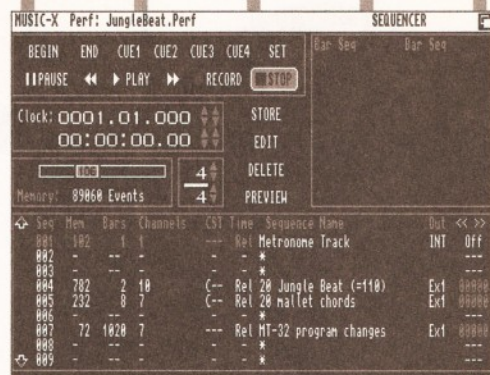 MUSIC-X Perf: JungleBeat.Perf SEQUENCER
BEGIN END CUE1 CUE2 CUE3 CUE4 SET
PAUSE PLAY RECORD STOP
Bar Seq Bar Seq
Clock: 0001.01.000
00:00:00.00
STORE
EDIT
DELETE
PREVIEW
4
4
Memory: 89060 Events
Seq Mem Bars Channels CST Time Sequence Name Out << >>
001 102 1 1 --- Rel Metronome Track INT Off
002 - -- - - - * ---
003 - -- - - - * ---
004 782 2 10 C-- Rel 20 Jungle Beat (=110) Ex1
005 232 8 7 C-- Rel 20 mallet chords Ex1
006 - -- - - - * ---
007 72 1020 7 --- Rel MT-32 program changes Ex1
008 - -- - - - * ---
009 - -- - - - * ---